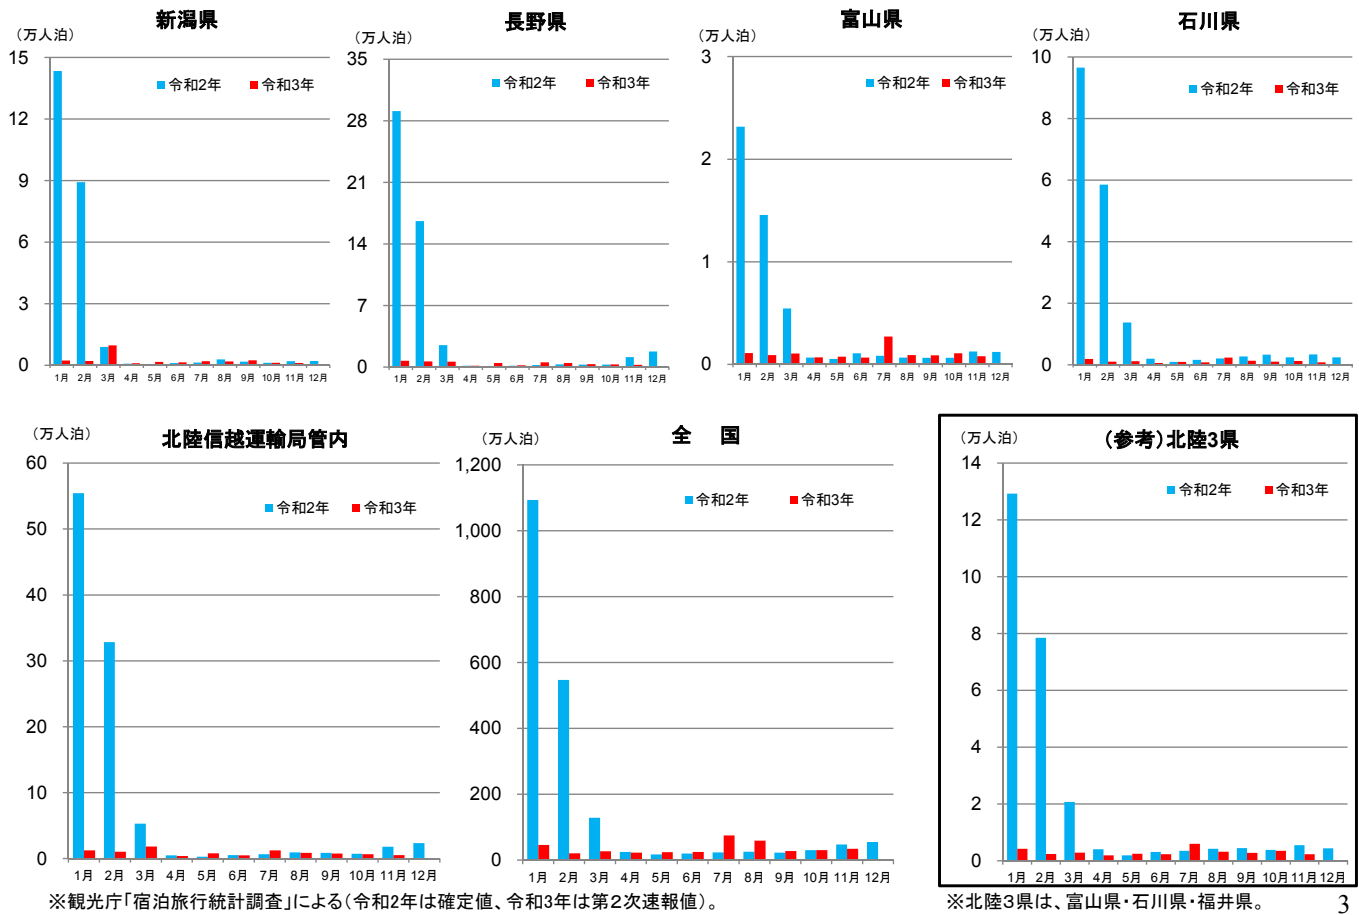 新潟県
（万人泊）
15
12
9
6
3
0
令和2年 令和3年
1月 2月 3月 4月 5月 6月 7月 8月 9月 10月 11月 12月
長野県
（万人泊）
35
28
21
14
7
0
令和2年 令和3年
1月 2月 3月 4月 5月 6月 7月 8月 9月 10月 11月 12月
富山県
（万人泊）
3
2
1
0
令和2年 令和3年
1月 2月 3月 4月 5月 6月 7月 8月 9月 10月 11月 12月
石川県
（万人泊）
10
8
6
4
2
0
令和2年 令和3年
1月 2月 3月 4月 5月 6月 7月 8月 9月 10月 11月 12月
北陸信越運輸局管内
（万人泊）
60
50
40
30
20
10
0
令和2年 令和3年
1月 2月 3月 4月 5月 6月 7月 8月 9月 10月 11月 12月
全 国
（万人泊）
1,200
1,000
800
600
400
200
0
令和2年 令和3年
1月 2月 3月 4月 5月 6月 7月 8月 9月 10月 11月 12月
（参考）北陸3県
（万人泊）
14
12
10
8
6
4
2
0
令和2年 令和3年
1月 2月 3月 4月 5月 6月 7月 8月 9月 10月 11月 12月
※観光庁「宿泊旅行統計調査」による（令和2年は確定値、令和3年は第２次速報値）。
※北陸３県は、富山県・石川県・福井県。
3